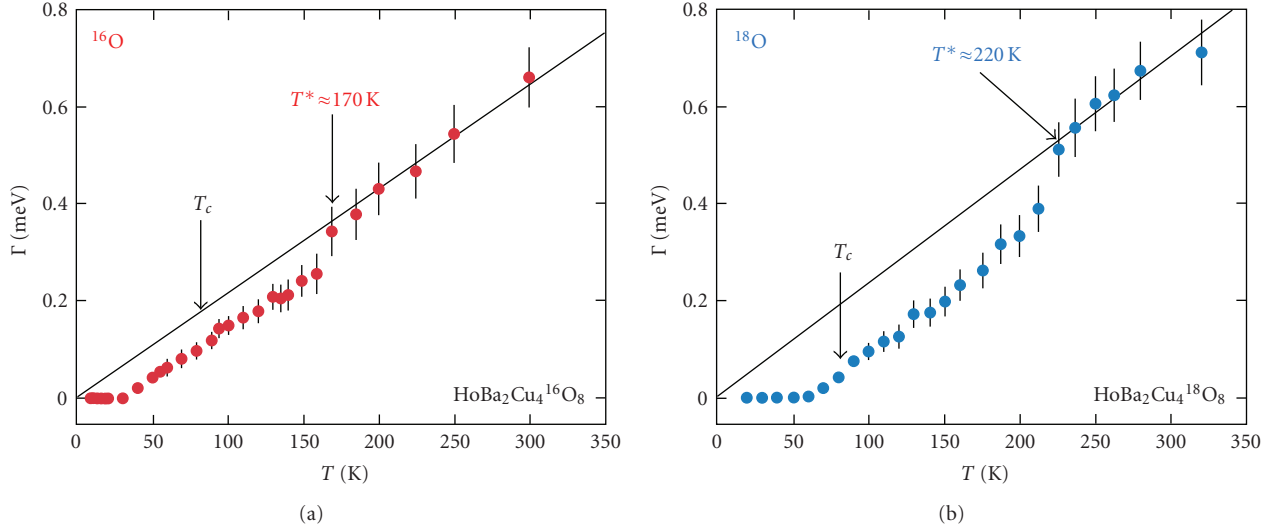 ¹⁶O
T* ≈ 170 K
T_c
HoBa₂Cu₄¹⁶O₈
Γ (meV)
0.8
0.6
0.4
0.2
0
0 50 100 150 200 250 300 350
T (K)
(a)
¹⁸O
T* ≈ 220 K
T_c
HoBa₂Cu₄¹⁸O₈
Γ (meV)
0.8
0.6
0.4
0.2
0
0 50 100 150 200 250 300 350
T (K)
(b)